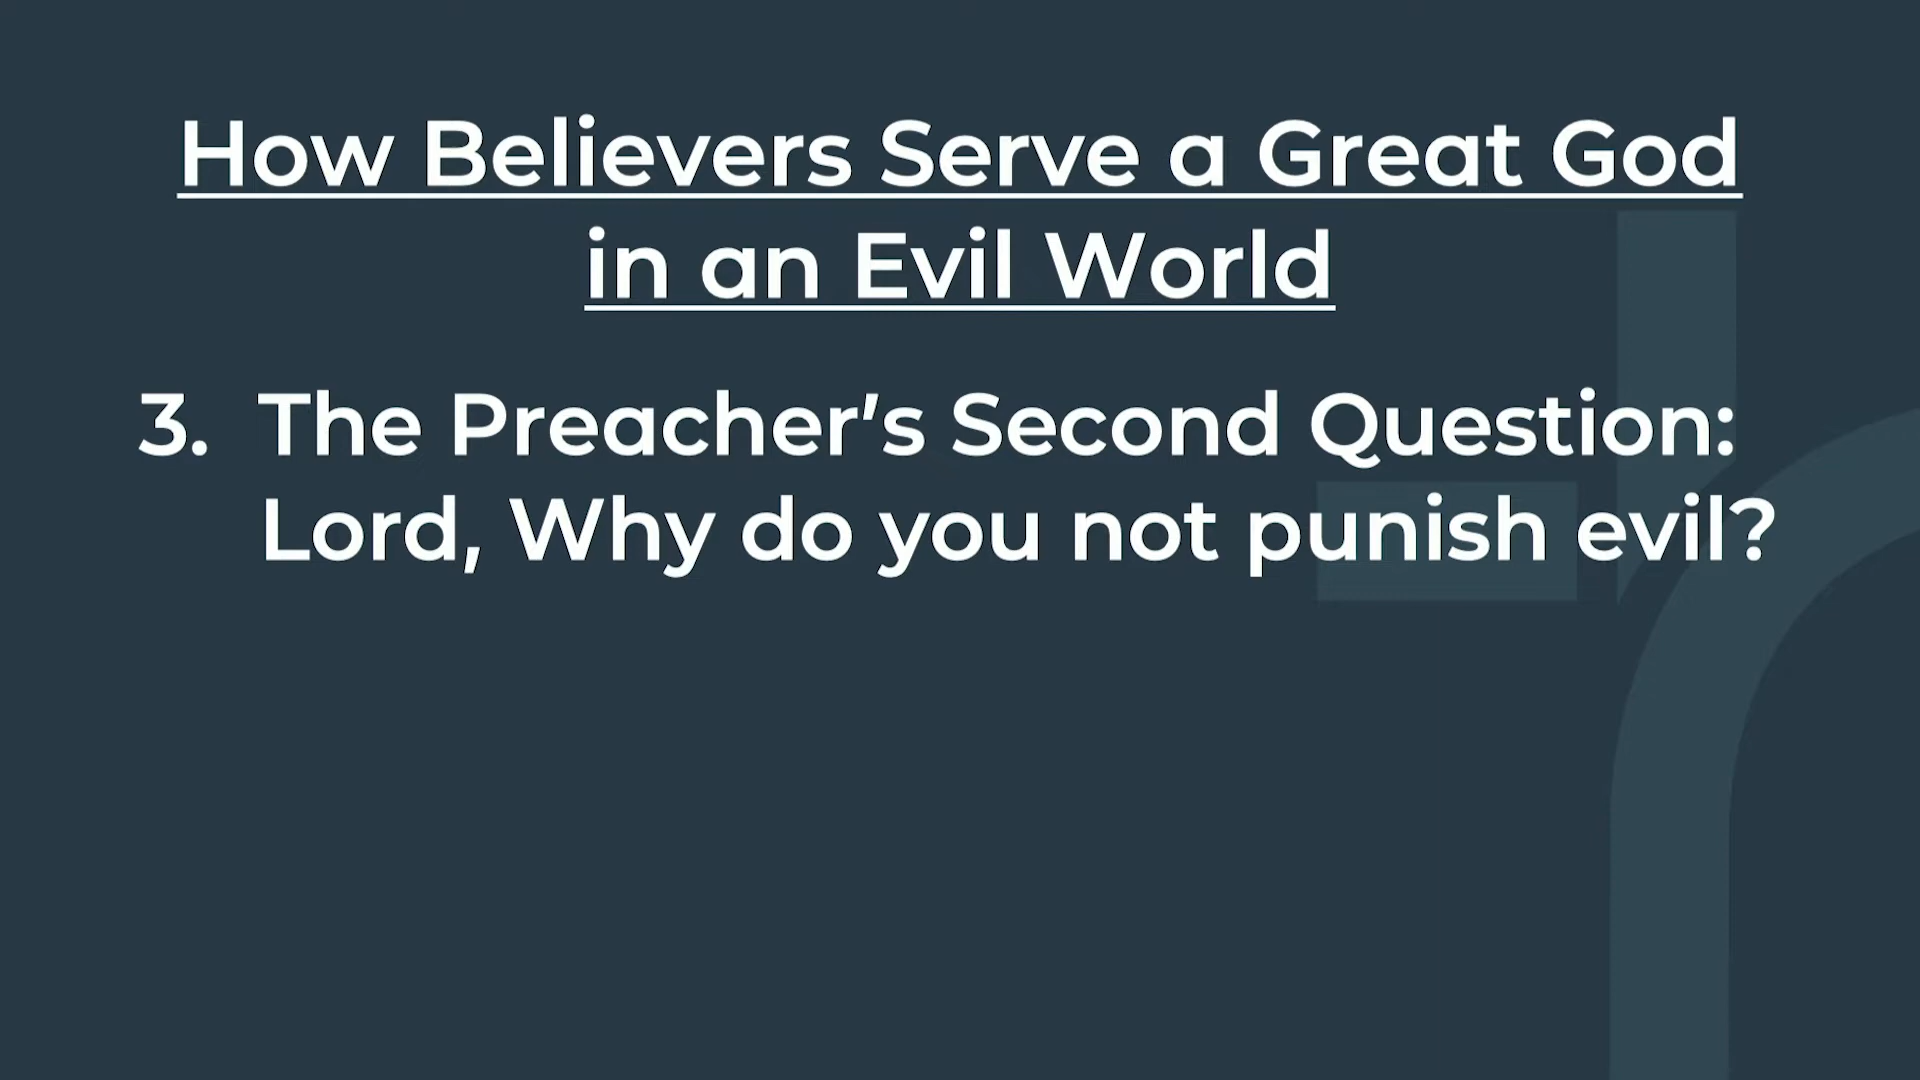 How Believers Serve a Great God
in an Evil World
3. The Preacher's Second Question:
Lord, Why do you not punish evil?